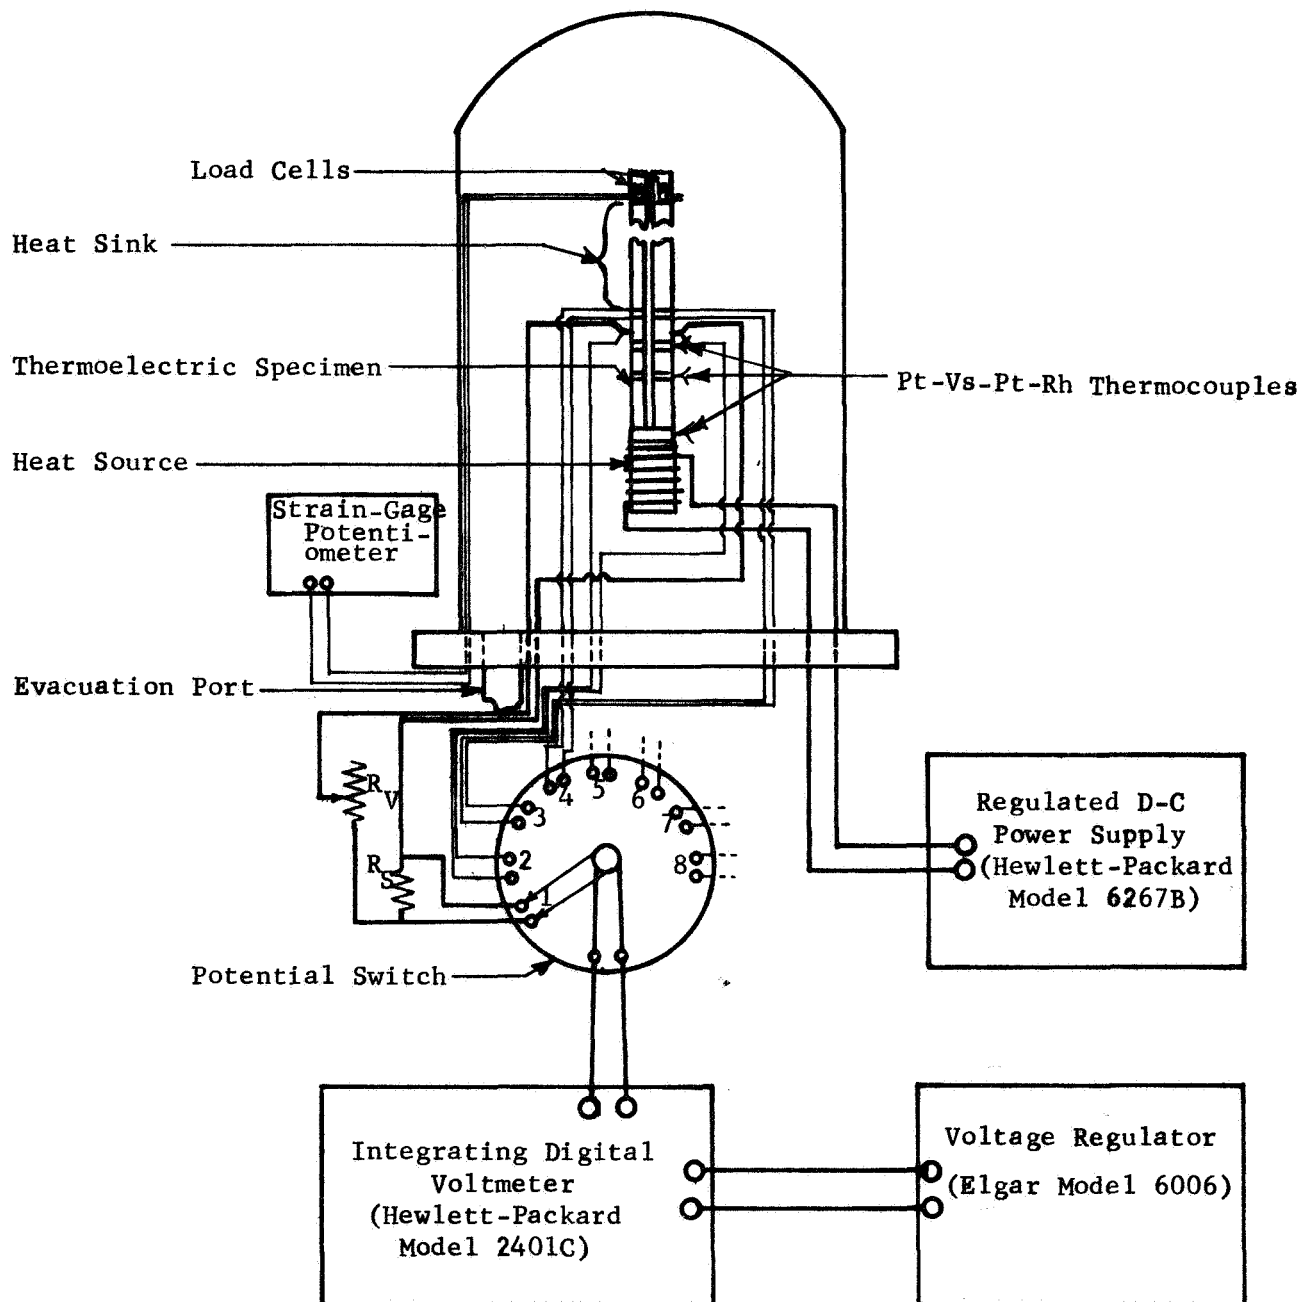 Load Cells
Heat Sink
Thermoelectric Specimen
Pt-Vs-Pt-Rh Thermocouples
Heat Source
Strain-Gage
Potenti-
ometer
Evacuation Port
R
V
R
S
1
2
3
4
5
6
7
8
Potential Switch
Regulated D-C
Power Supply
(Hewlett-Packard
Model 6267B)
Integrating Digital
Voltmeter
(Hewlett-Packard
Model 2401C)
Voltage Regulator
(Elgar Model 6006)